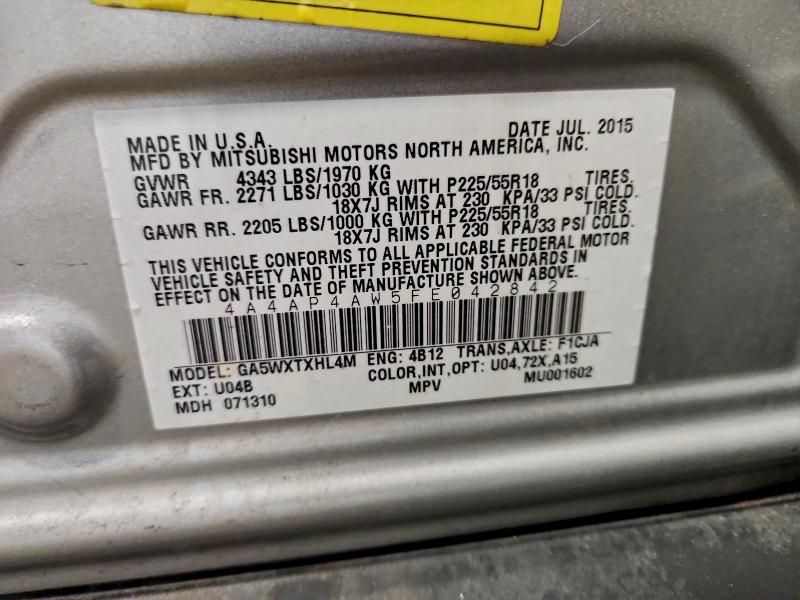 MADE IN U.S.A. DATE JUL. 2015
MFD BY MITSUBISHI MOTORS NORTH AMERICA, INC.
GVWR 4343 LBS/1970 KG
GAWR FR. 2271 LBS/1030 KG WITH P225/55R18 TIRES.
18X7J RIMS AT 230 KPA/33 PSI COLD.
GAWR RR. 2205 LBS/1000 KG WITH P225/55R18 TIRES.
18X7J RIMS AT 230 KPA/33 PSI COLD.
THIS VEHICLE CONFORMS TO ALL APPLICABLE FEDERAL MOTOR
VEHICLE SAFETY AND THEFT PREVENTION STANDARDS IN
EFFECT ON THE DATE OF MANUFACTURE SHOWN ABOVE.
4A4AP4AW5FE042842
MODEL: GA5WXTXHL4M ENG: 4B12 TRANS,AXLE: F1CJA
EXT: U04B COLOR,INT,OPT: U04,72X,A15
MDH 071310 MPV MU001602